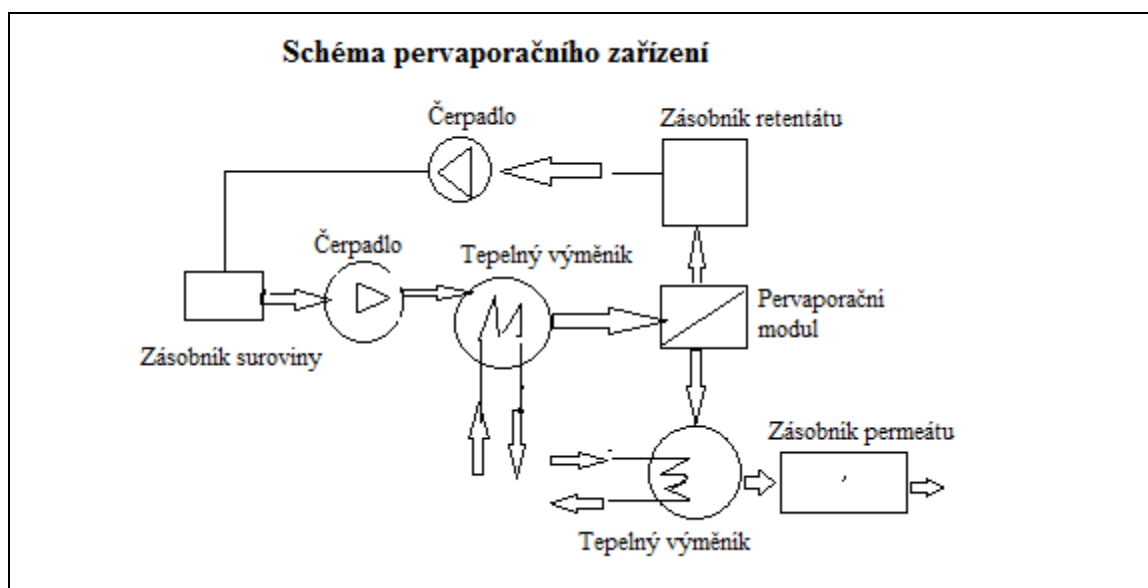 Schéma pervaporačního zařízení
Čerpadlo
Zásobník retentátu
Čerpadlo
Tepelný výměník
Pervaporační
modul
Zásobník suroviny
Zásobník permeátu
Tepelný výměník